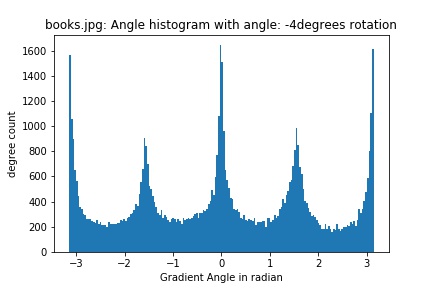 books.jpg: Angle histogram with angle: -4degrees rotation
1600
1400
1200
1000
800
600
400
200
0
degree count
−3 −2 −1 0 1 2 3
Gradient Angle in radian